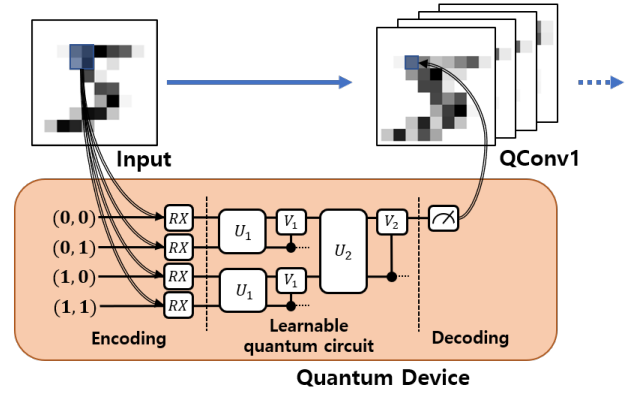 Input
QConv1
(0, 0) RX U₁ V₁ U₂ V₂
(0, 1) RX
(1, 0) RX U₁ V₁
(1, 1) RX
Encoding
Learnable
quantum circuit
Decoding
Quantum Device